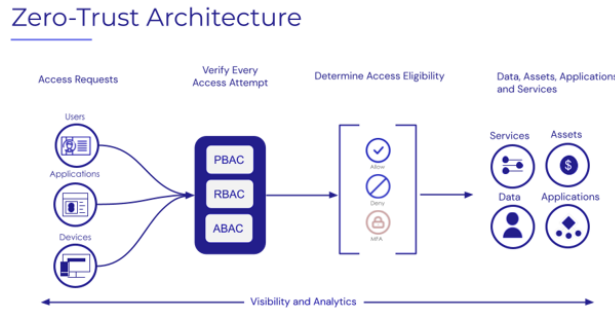 Zero-Trust Architecture
Access Requests
Verify Every
Access Attempt
Determine Access Eligibility
Data, Assets, Applications
and Services
Users
Applications
Devices
PBAC
RBAC
ABAC
Allow
Deny
MFA
Services
Assets
$
Data
Applications
Visibility and Analytics